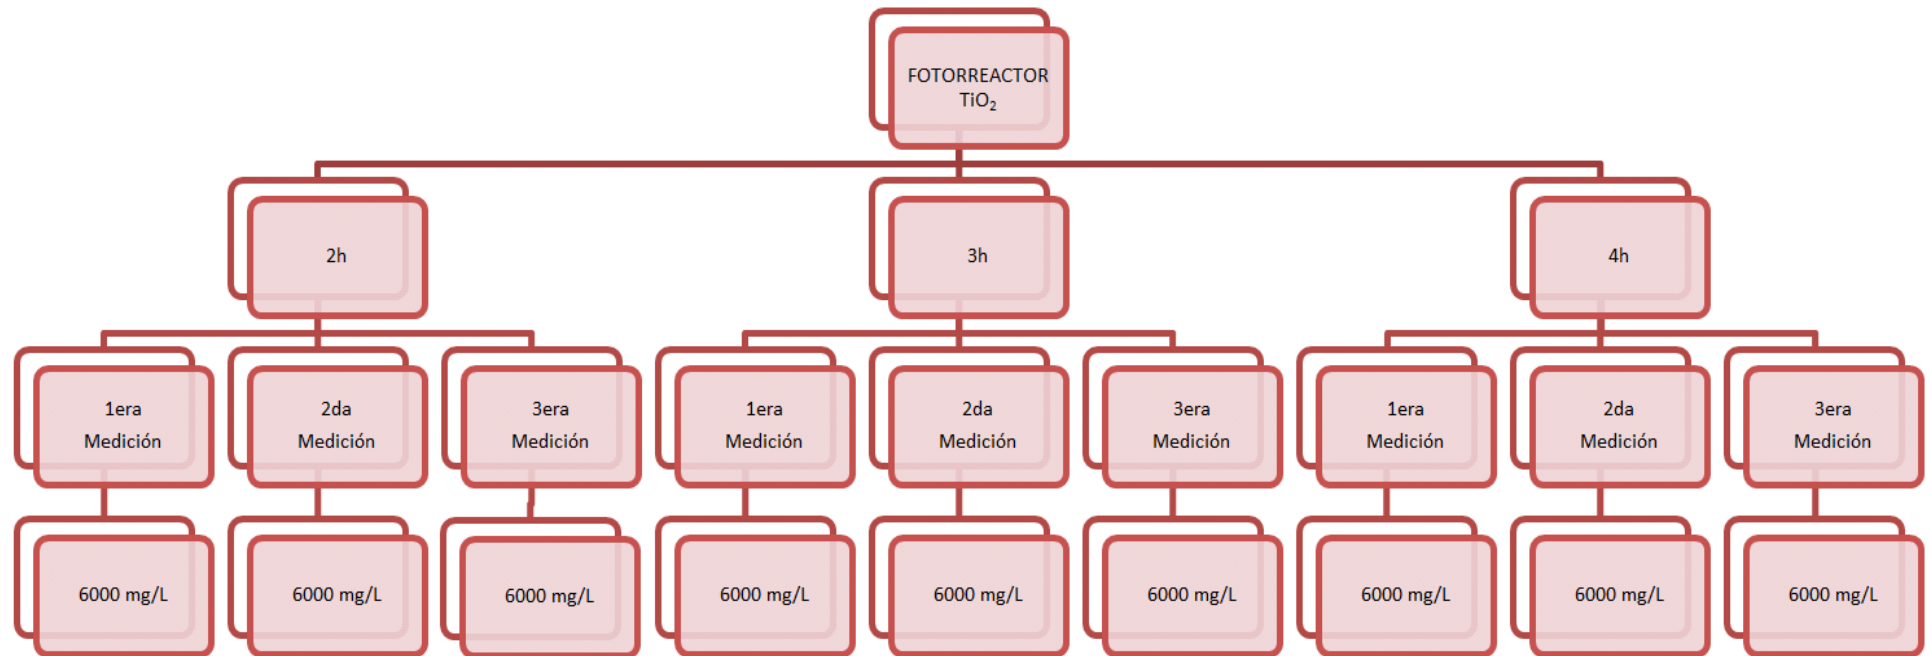 FOTORREACTOR
TiO₂
2h
3h
4h
1era
Medición
2da
Medición
3era
Medición
1era
Medición
2da
Medición
3era
Medición
1era
Medición
2da
Medición
3era
Medición
6000 mg/L
6000 mg/L
6000 mg/L
6000 mg/L
6000 mg/L
6000 mg/L
6000 mg/L
6000 mg/L
6000 mg/L